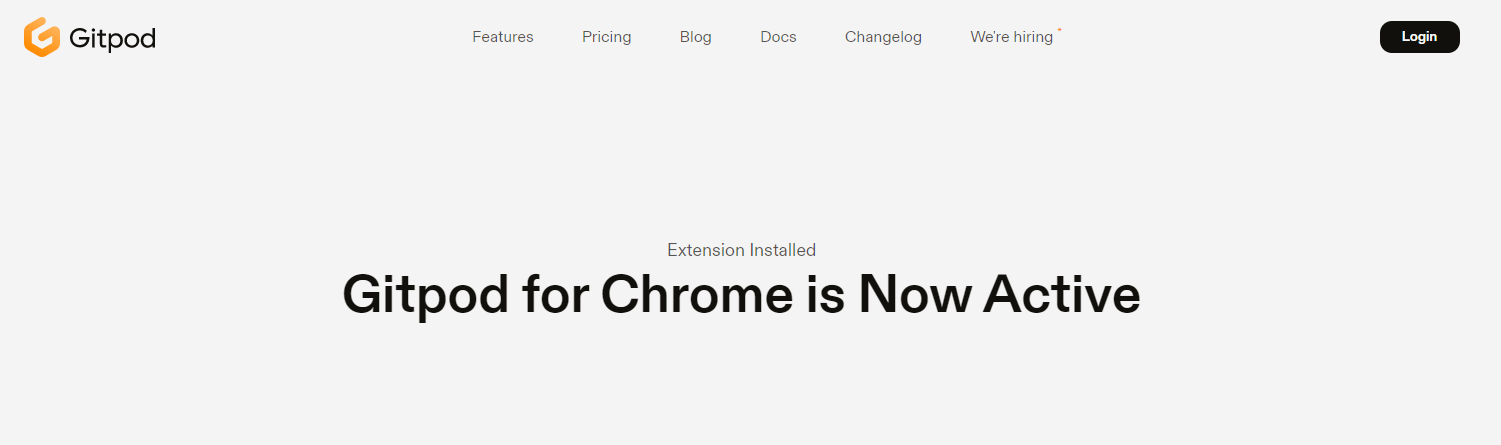 Gitpod
Features Pricing Blog Docs Changelog We're hiring *
Login
Extension Installed
Gitpod for Chrome is Now Active